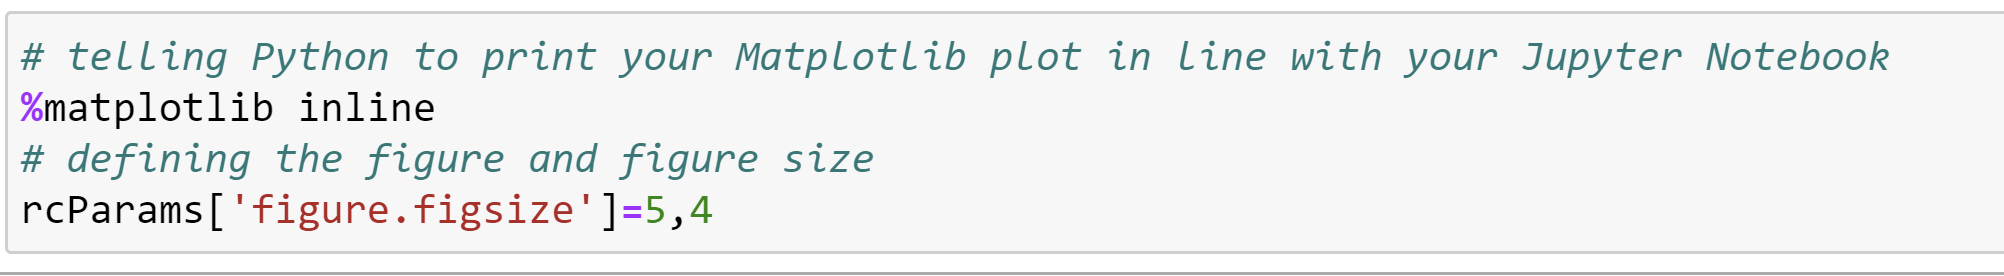 # telling Python to print your Matplotlib plot in line with your Jupyter Notebook
%matplotlib inline
# defining the figure and figure size
rcParams['figure.figsize']=5,4